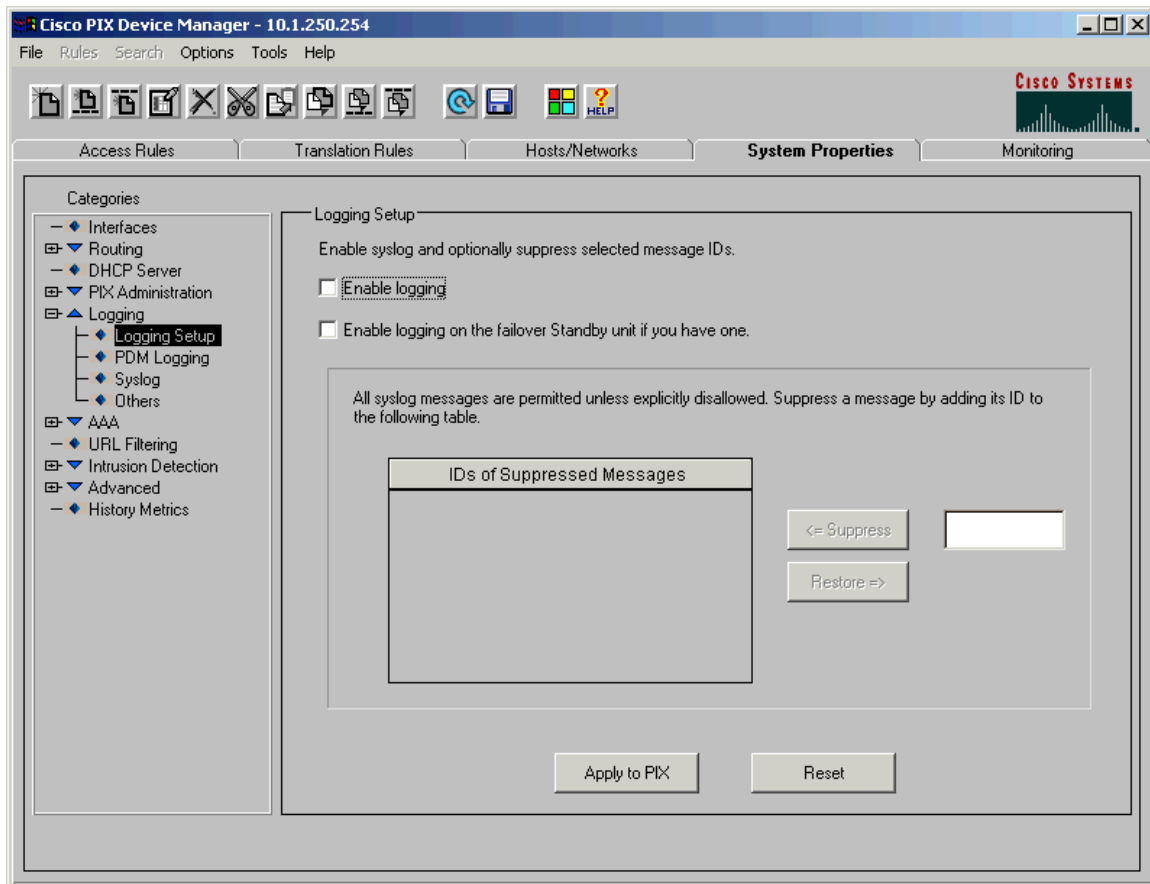 Cisco PIX Device Manager - 10.1.250.254
File Rules Search Options Tools Help
HELP
CISCO SYSTEMS
Access Rules Translation Rules Hosts/Networks System Properties Monitoring
Categories
Interfaces
Routing
DHCP Server
PIX Administration
Logging
Logging Setup
PDM Logging
Syslog
Others
AAA
URL Filtering
Intrusion Detection
Advanced
History Metrics
Logging Setup
Enable syslog and optionally suppress selected message IDs.
Enable logging
Enable logging on the failover Standby unit if you have one.
All syslog messages are permitted unless explicitly disallowed. Suppress a message by adding its ID to
the following table.
IDs of Suppressed Messages
<= Suppress
Restore =>
Apply to PIX Reset